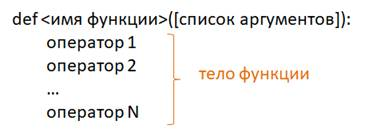 def <имя функции>([список аргументов]):
оператор 1
оператор 2
...
оператор N
тело функции